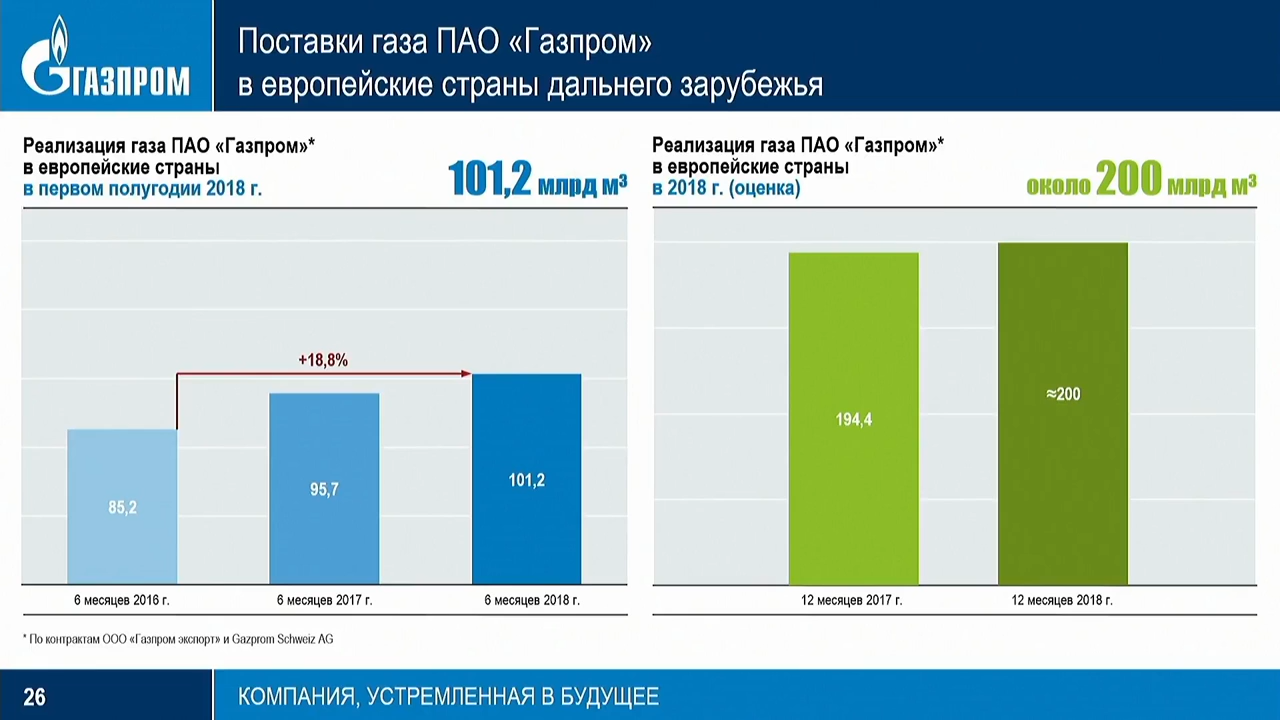 ГАЗПРОМ
Поставки газа ПАО «Газпром»
в европейские страны дальнего зарубежья
Реализация газа ПАО «Газпром»*
в европейские страны
в первом полугодии 2018 г.
101,2 млрд м³
+18,8%
85,2
95,7
101,2
6 месяцев 2016 г.
6 месяцев 2017 г.
6 месяцев 2018 г.
Реализация газа ПАО «Газпром»*
в европейские страны
в 2018 г. (оценка)
около 200 млрд м³
194,4
≈200
12 месяцев 2017 г.
12 месяцев 2018 г.
* По контрактам ООО «Газпром экспорт» и Gazprom Schweiz AG
26
КОМПАНИЯ, УСТРЕМЛЕННАЯ В БУДУЩЕЕ